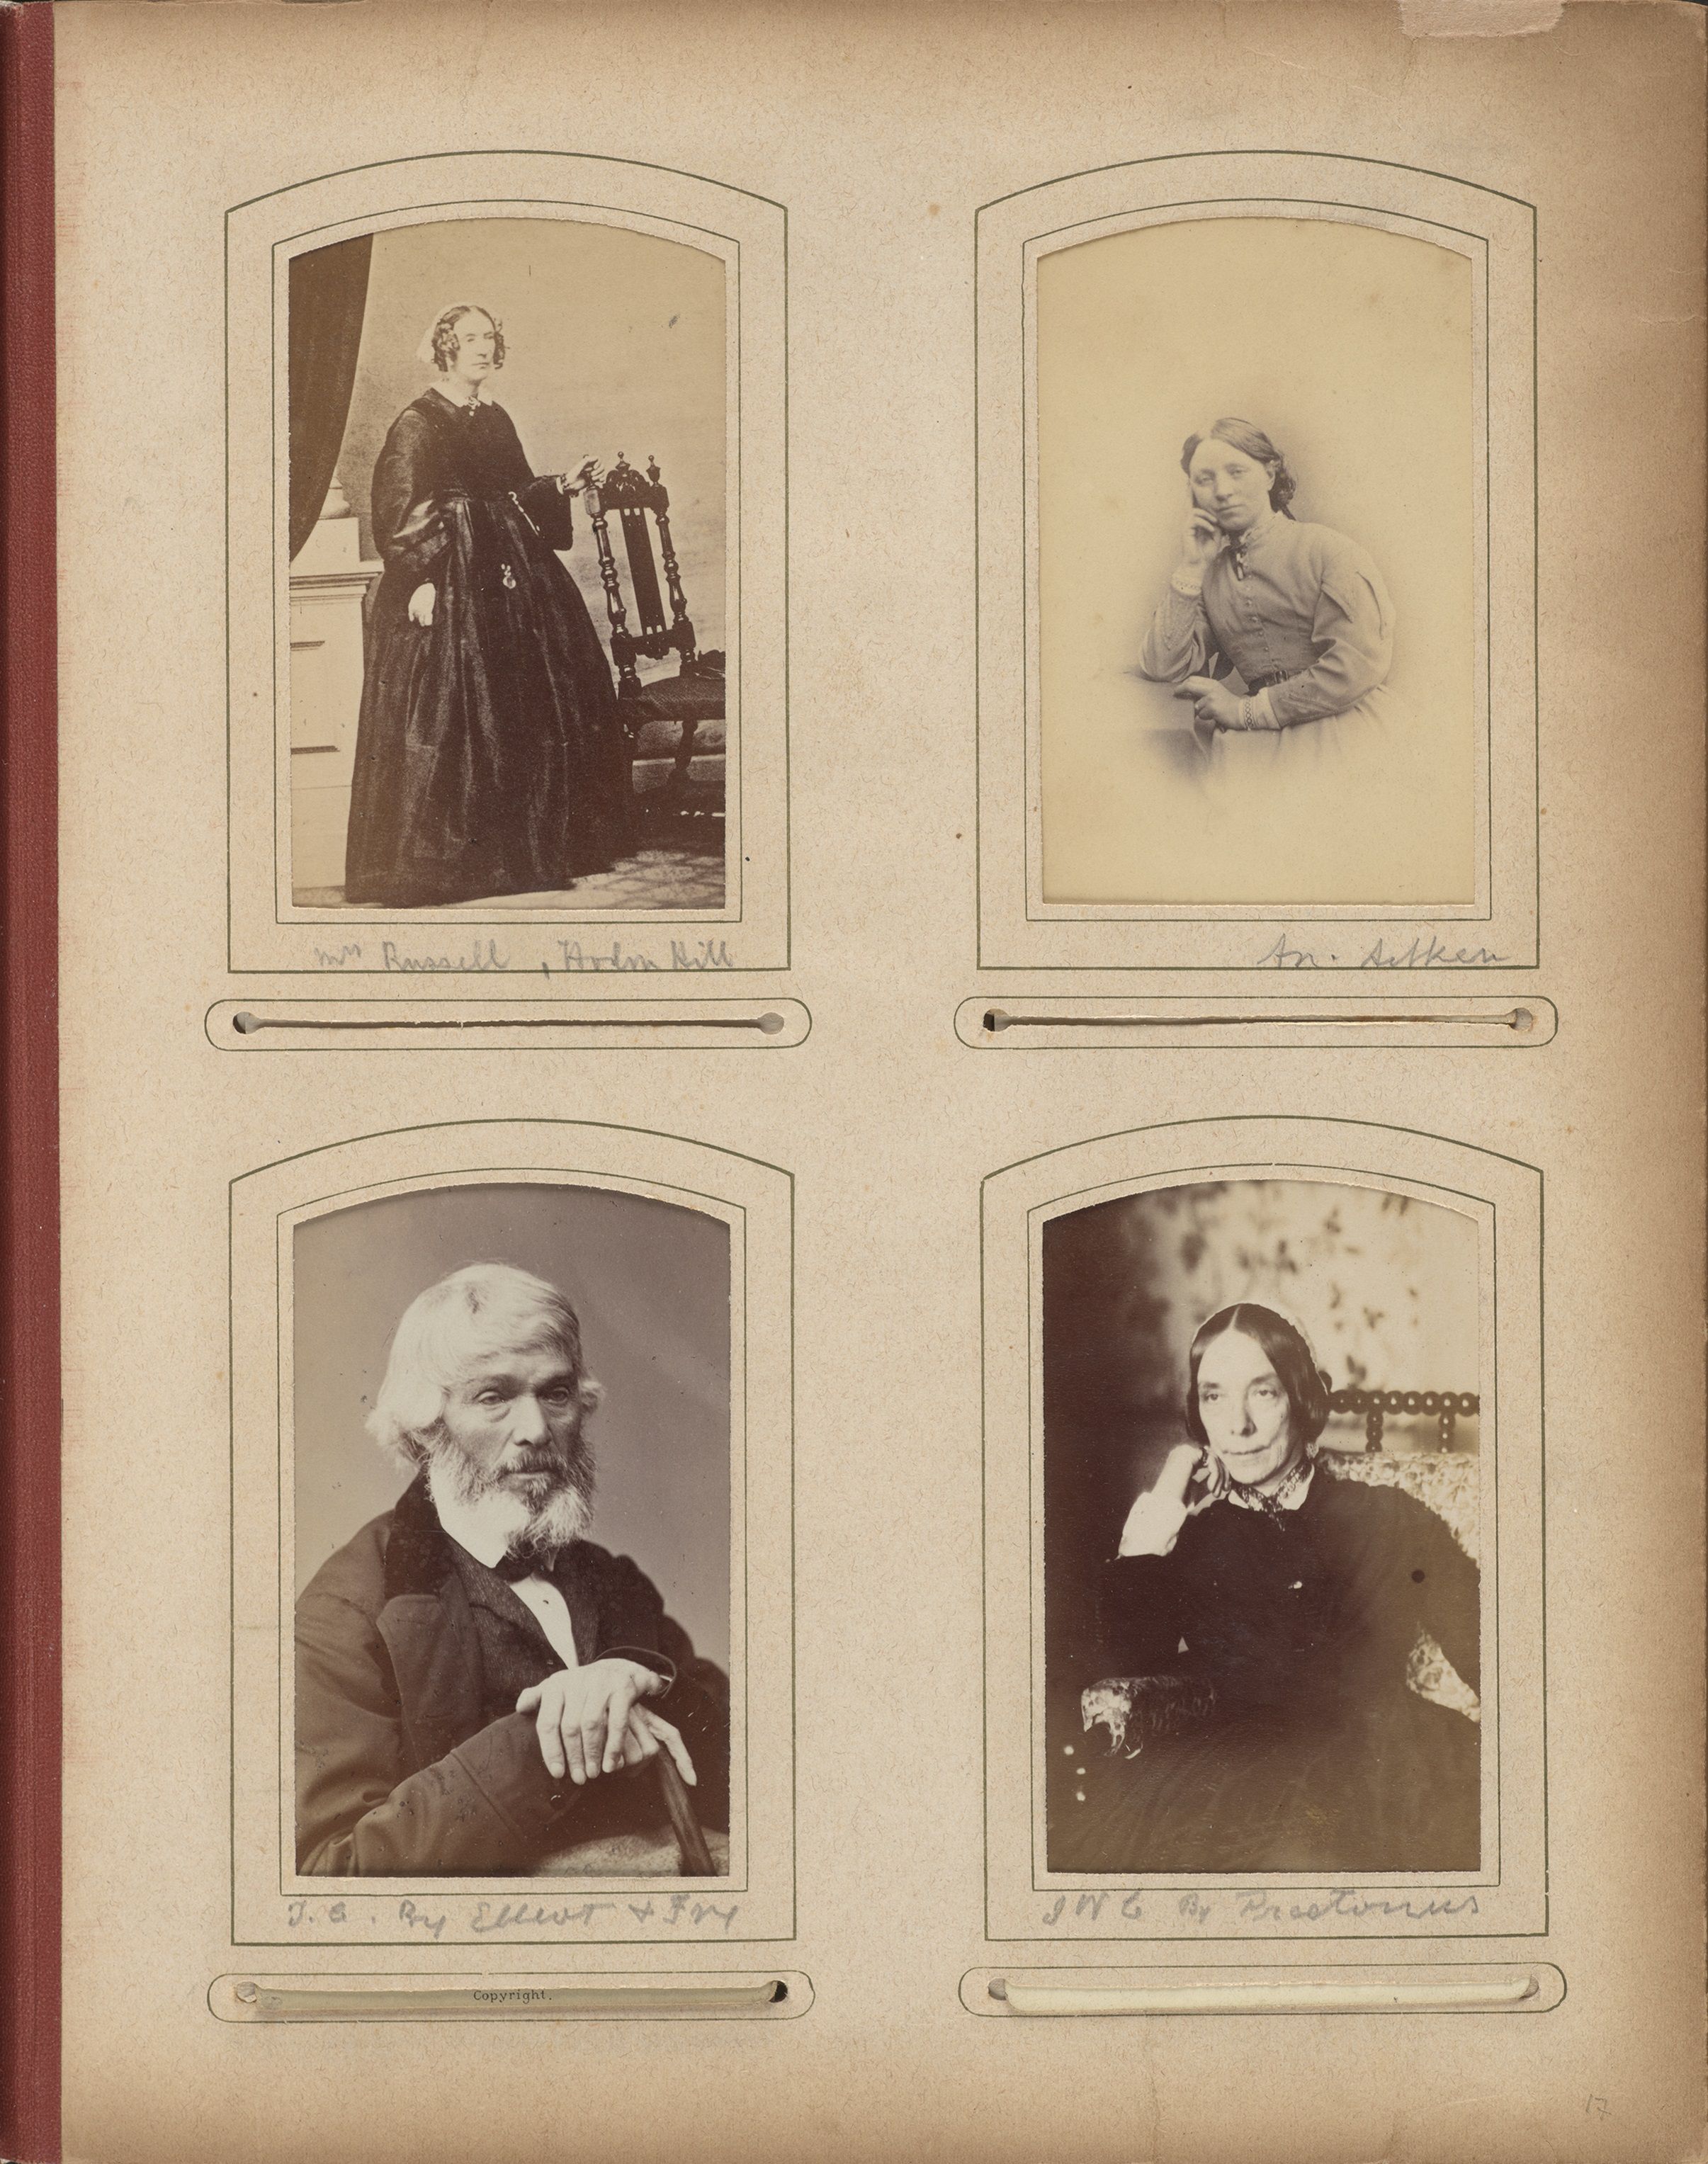 Mrs Russell, Holm Hill
An. Aitken
T. C. By Elliot & Fry
Copyright.
J W C By Praetorius
17